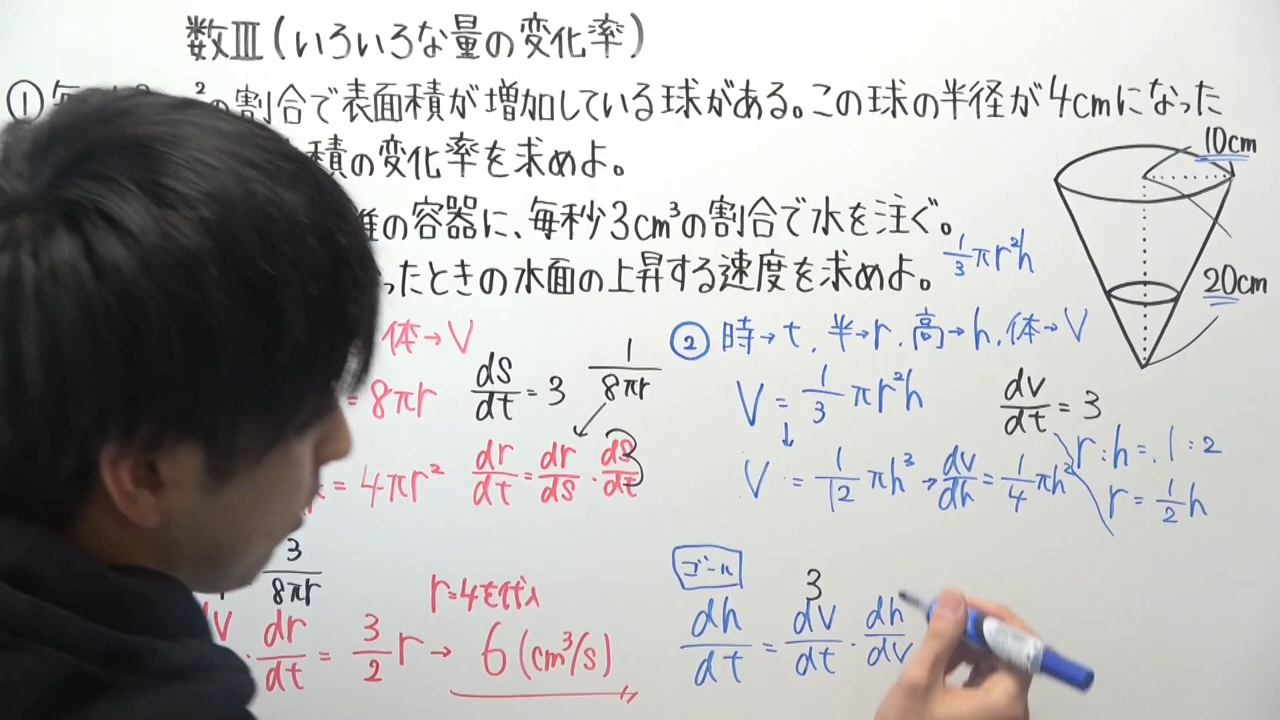 数Ⅲ(いろいろな量の変化率)
① 毎 ²の割合で表面積が増加している球がある。この球の半径が4cmになった
積の変化率を求めよ。
の容器に、毎秒3cm³の割合で水を注ぐ。
ったときの水面の上昇する速度を求めよ。
10cm
20cm
1/3 πr²h
体→V
= 8πr
dS/dt = 3
1/8πr
= 4πr²
dr/dt = dr/ds · ds/dt
3/8πr
r=4を代入
· dr/dt = 3/2 r → 6(cm³/s)
② 時→t, 半→r, 高→h, 体→V
V = 1/3 πr²h
dv/dt = 3
V = 1/12 πh³ → dv/dh = 1/4 πh²
r:h = 1:2
r = 1/2 h
ゴール
3
dh/dt = dv/dt · dh/dv